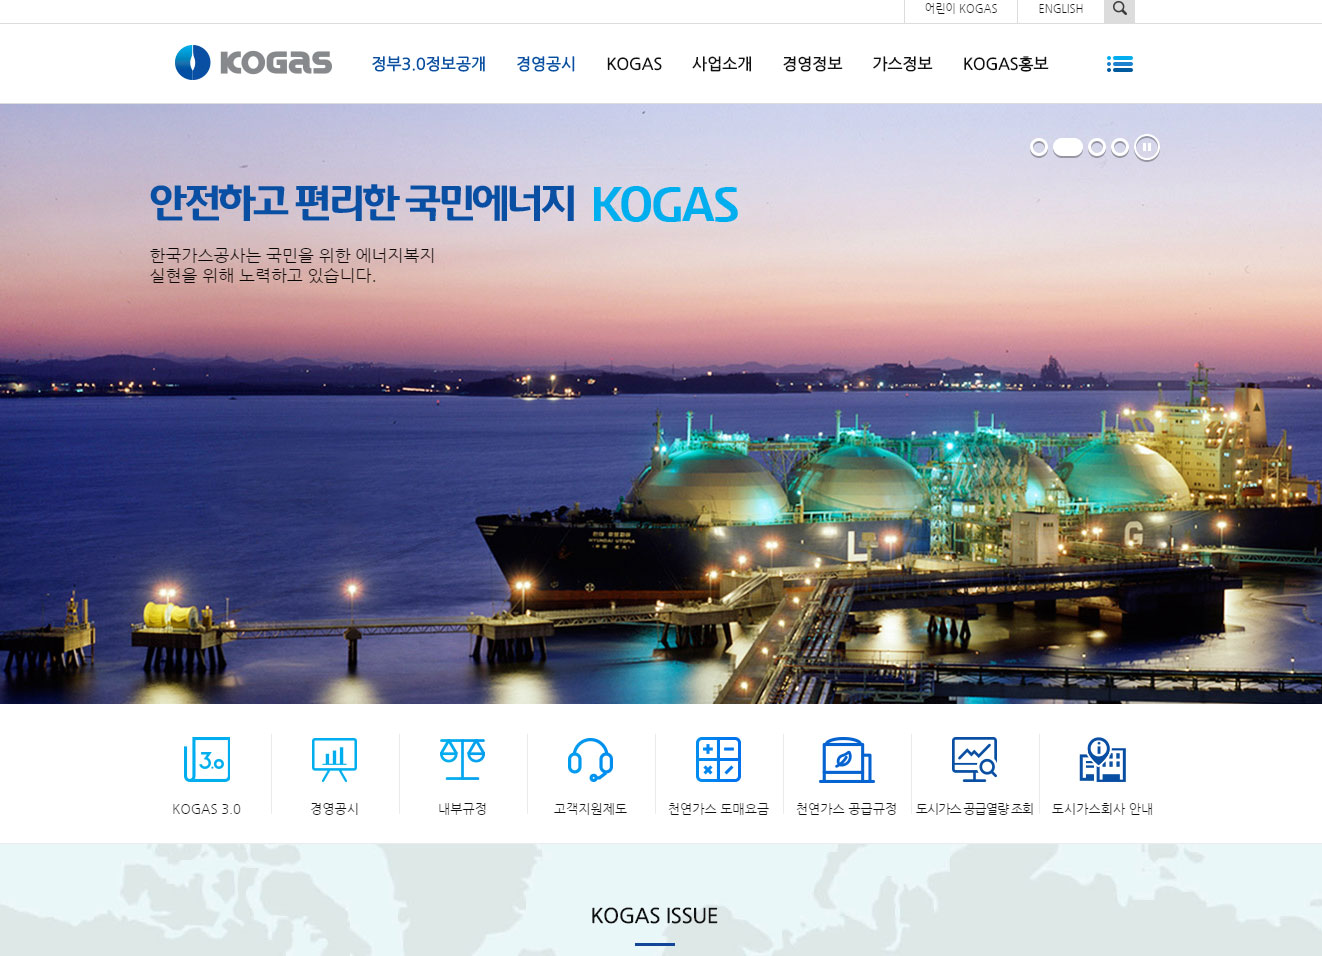 어린이 KOGAS
ENGLISH
KOGAS
정부3.0정보공개
경영공시
KOGAS
사업소개
경영정보
가스정보
KOGAS홍보
안전하고 편리한 국민에너지 KOGAS
한국가스공사는 국민을 위한 에너지복지
실현을 위해 노력하고 있습니다.
HYUNDAI UTOPIA
L
G
3.0
KOGAS 3.0
경영공시
내부규정
고객지원제도
천연가스 도매요금
천연가스 공급규정
도시가스 공급열량 조회
도시가스회사 안내
KOGAS ISSUE